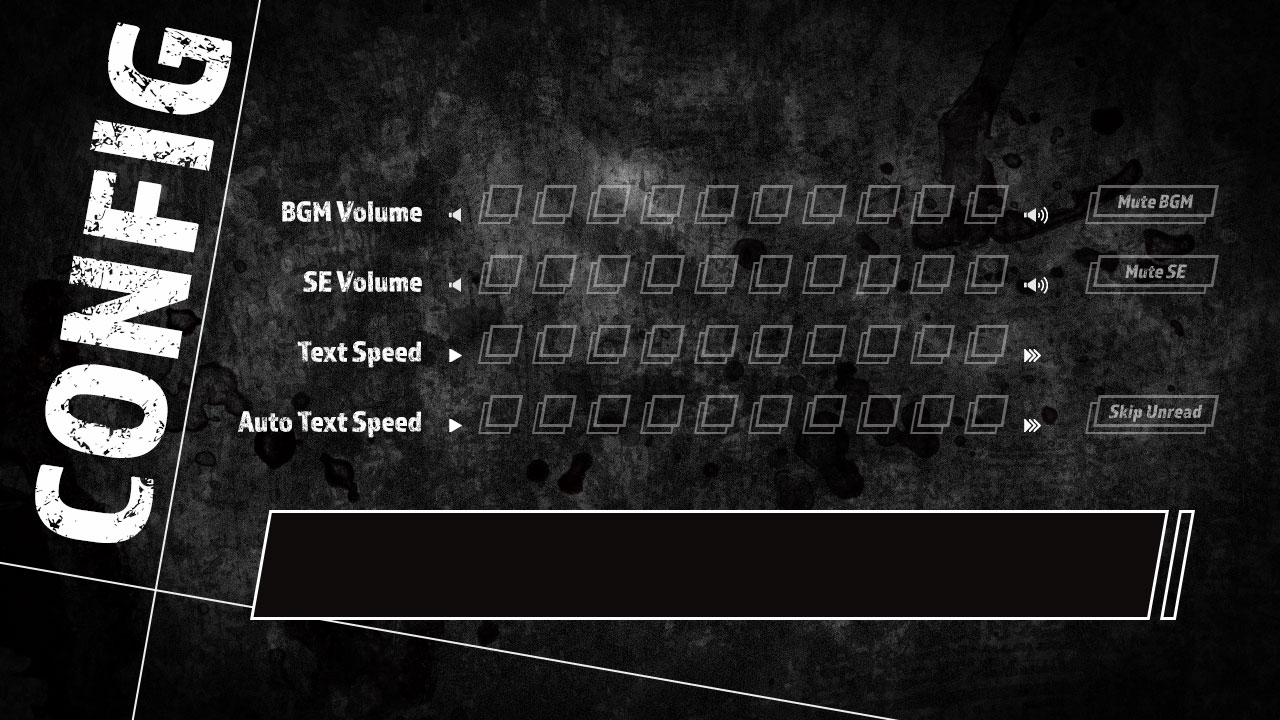 CONFIG
BGM Volume
Mute BGM
SE Volume
Mute SE
Text Speed
Auto Text Speed
Skip Unread